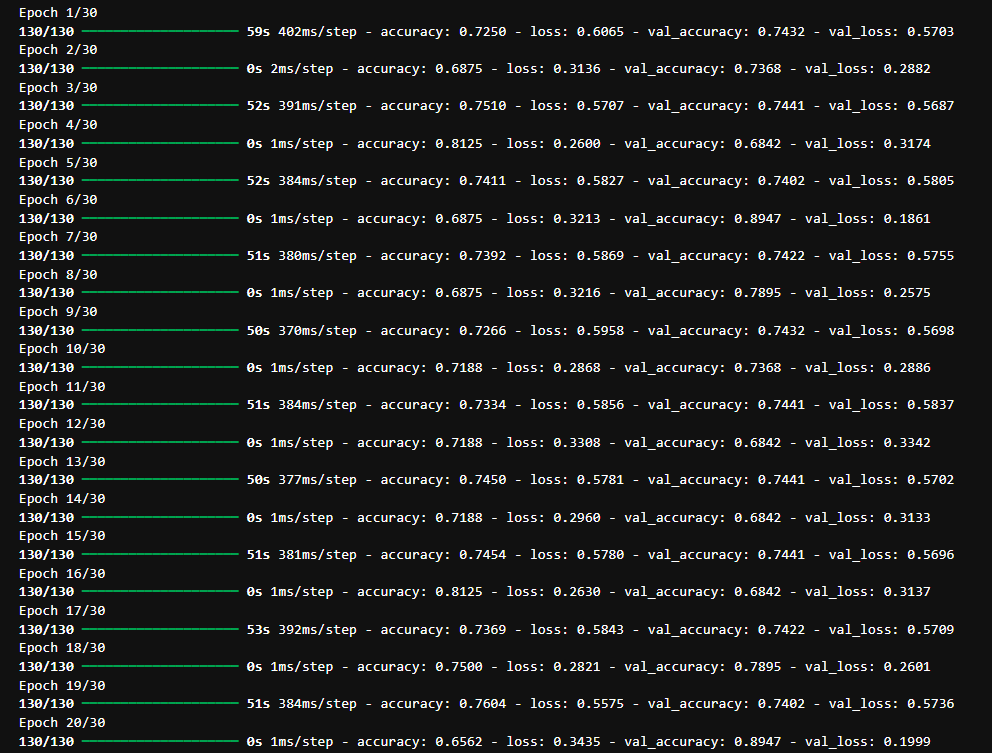 Epoch 1/30
130/130 ━━━━━━━━━━━━━━━━━━━━ 59s 402ms/step - accuracy: 0.7250 - loss: 0.6065 - val_accuracy: 0.7432 - val_loss: 0.5703
Epoch 2/30
130/130 ━━━━━━━━━━━━━━━━━━━━ 0s 2ms/step - accuracy: 0.6875 - loss: 0.3136 - val_accuracy: 0.7368 - val_loss: 0.2882
Epoch 3/30
130/130 ━━━━━━━━━━━━━━━━━━━━ 52s 391ms/step - accuracy: 0.7510 - loss: 0.5707 - val_accuracy: 0.7441 - val_loss: 0.5687
Epoch 4/30
130/130 ━━━━━━━━━━━━━━━━━━━━ 0s 1ms/step - accuracy: 0.8125 - loss: 0.2600 - val_accuracy: 0.6842 - val_loss: 0.3174
Epoch 5/30
130/130 ━━━━━━━━━━━━━━━━━━━━ 52s 384ms/step - accuracy: 0.7411 - loss: 0.5827 - val_accuracy: 0.7402 - val_loss: 0.5805
Epoch 6/30
130/130 ━━━━━━━━━━━━━━━━━━━━ 0s 1ms/step - accuracy: 0.6875 - loss: 0.3213 - val_accuracy: 0.8947 - val_loss: 0.1861
Epoch 7/30
130/130 ━━━━━━━━━━━━━━━━━━━━ 51s 380ms/step - accuracy: 0.7392 - loss: 0.5869 - val_accuracy: 0.7422 - val_loss: 0.5755
Epoch 8/30
130/130 ━━━━━━━━━━━━━━━━━━━━ 0s 1ms/step - accuracy: 0.6875 - loss: 0.3216 - val_accuracy: 0.7895 - val_loss: 0.2575
Epoch 9/30
130/130 ━━━━━━━━━━━━━━━━━━━━ 50s 370ms/step - accuracy: 0.7266 - loss: 0.5958 - val_accuracy: 0.7432 - val_loss: 0.5698
Epoch 10/30
130/130 ━━━━━━━━━━━━━━━━━━━━ 0s 1ms/step - accuracy: 0.7188 - loss: 0.2868 - val_accuracy: 0.7368 - val_loss: 0.2886
Epoch 11/30
130/130 ━━━━━━━━━━━━━━━━━━━━ 51s 384ms/step - accuracy: 0.7334 - loss: 0.5856 - val_accuracy: 0.7441 - val_loss: 0.5837
Epoch 12/30
130/130 ━━━━━━━━━━━━━━━━━━━━ 0s 1ms/step - accuracy: 0.7188 - loss: 0.3308 - val_accuracy: 0.6842 - val_loss: 0.3342
Epoch 13/30
130/130 ━━━━━━━━━━━━━━━━━━━━ 50s 377ms/step - accuracy: 0.7450 - loss: 0.5781 - val_accuracy: 0.7441 - val_loss: 0.5702
Epoch 14/30
130/130 ━━━━━━━━━━━━━━━━━━━━ 0s 1ms/step - accuracy: 0.7188 - loss: 0.2960 - val_accuracy: 0.6842 - val_loss: 0.3133
Epoch 15/30
130/130 ━━━━━━━━━━━━━━━━━━━━ 51s 381ms/step - accuracy: 0.7454 - loss: 0.5780 - val_accuracy: 0.7441 - val_loss: 0.5696
Epoch 16/30
130/130 ━━━━━━━━━━━━━━━━━━━━ 0s 1ms/step - accuracy: 0.8125 - loss: 0.2630 - val_accuracy: 0.6842 - val_loss: 0.3137
Epoch 17/30
130/130 ━━━━━━━━━━━━━━━━━━━━ 53s 392ms/step - accuracy: 0.7369 - loss: 0.5843 - val_accuracy: 0.7422 - val_loss: 0.5709
Epoch 18/30
130/130 ━━━━━━━━━━━━━━━━━━━━ 0s 1ms/step - accuracy: 0.7500 - loss: 0.2821 - val_accuracy: 0.7895 - val_loss: 0.2601
Epoch 19/30
130/130 ━━━━━━━━━━━━━━━━━━━━ 51s 384ms/step - accuracy: 0.7604 - loss: 0.5575 - val_accuracy: 0.7402 - val_loss: 0.5736
Epoch 20/30
130/130 ━━━━━━━━━━━━━━━━━━━━ 0s 1ms/step - accuracy: 0.6562 - loss: 0.3435 - val_accuracy: 0.8947 - val_loss: 0.1999